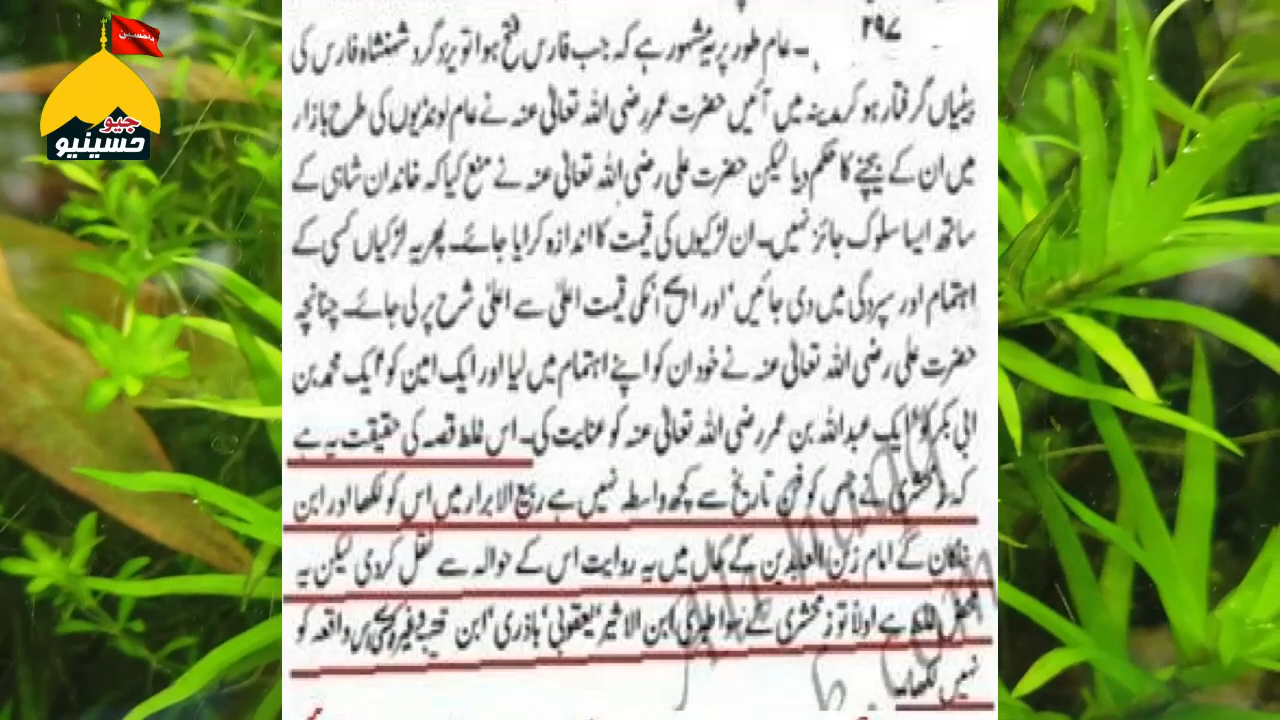 یاحسین
جیو
حسینیو
۲۹۷
۔ عام طور پر یہ مشہور ہے کہ جب فارس فتح ہوا تو یزدگرد شہنشاہ فارس کی
بیٹیاں گرفتار ہو کر مدینہ میں آئیں حضرت عمر رضی اللہ تعالیٰ عنہ نے عام لونڈیوں کی طرح بازار
میں ان کے بیچنے کا حکم دیا لیکن حضرت علی رضی اللہ تعالیٰ عنہ نے منع کیا کہ خاندان شاہی کے
ساتھ ایسا سلوک جائز نہیں۔ ان لڑکیوں کی قیمت کا اندازہ کرایا جائے۔ پھر یہ لڑکیاں کسی کے
اہتمام اور سپردگی میں دی جائیں' اور اس انکی قیمت اعلیٰ سے اعلیٰ شرح پر لی جائے۔ چنانچہ
حضرت علی رضی اللہ تعالیٰ عنہ نے خود ان کو اپنے اہتمام میں لیا اور ایک امین کو' ایک محمد بن
ابی بکر کو' ایک عبداللہ بن عمر رضی اللہ تعالیٰ عنہ کو عنایت کی۔ اس غلط قصہ کی حقیقت یہ ہے
کہ زمحشری نے جس کو فن تاریخ سے کچھ واسطہ نہیں ہے ربیع الابرار میں اس کو لکھا اور ابن
خلکان نے امام زین العابدین کے حال میں یہ روایت اس کے حوالہ سے نقل کر دی لیکن یہ
محض غلط ہے اولاً تو زمحشری کے سوا طبری' ابن الاثیر' یعقوبی' بلاذری' ابن قتیبہ وغیرہ کسی نے اس واقعہ کو
نہیں لکھا۔